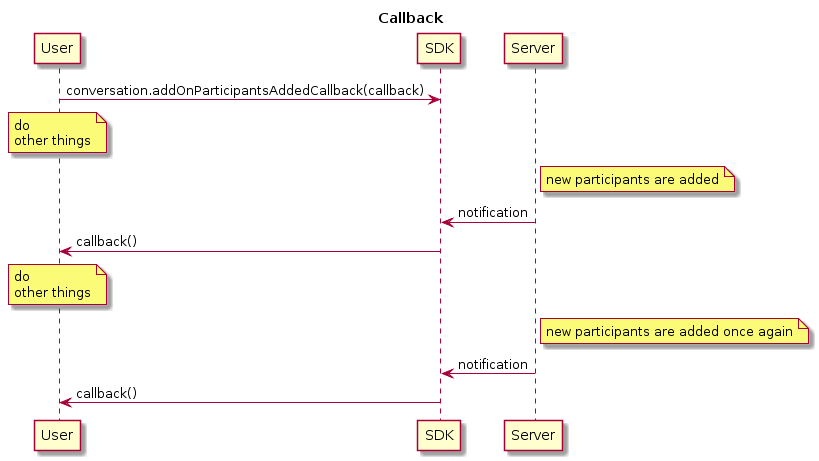 Callback
User
SDK
Server
conversation.addOnParticipantsAddedCallback(callback)
do
other things
new participants are added
notification
callback()
do
other things
new participants are added once again
notification
callback()
User
SDK
Server